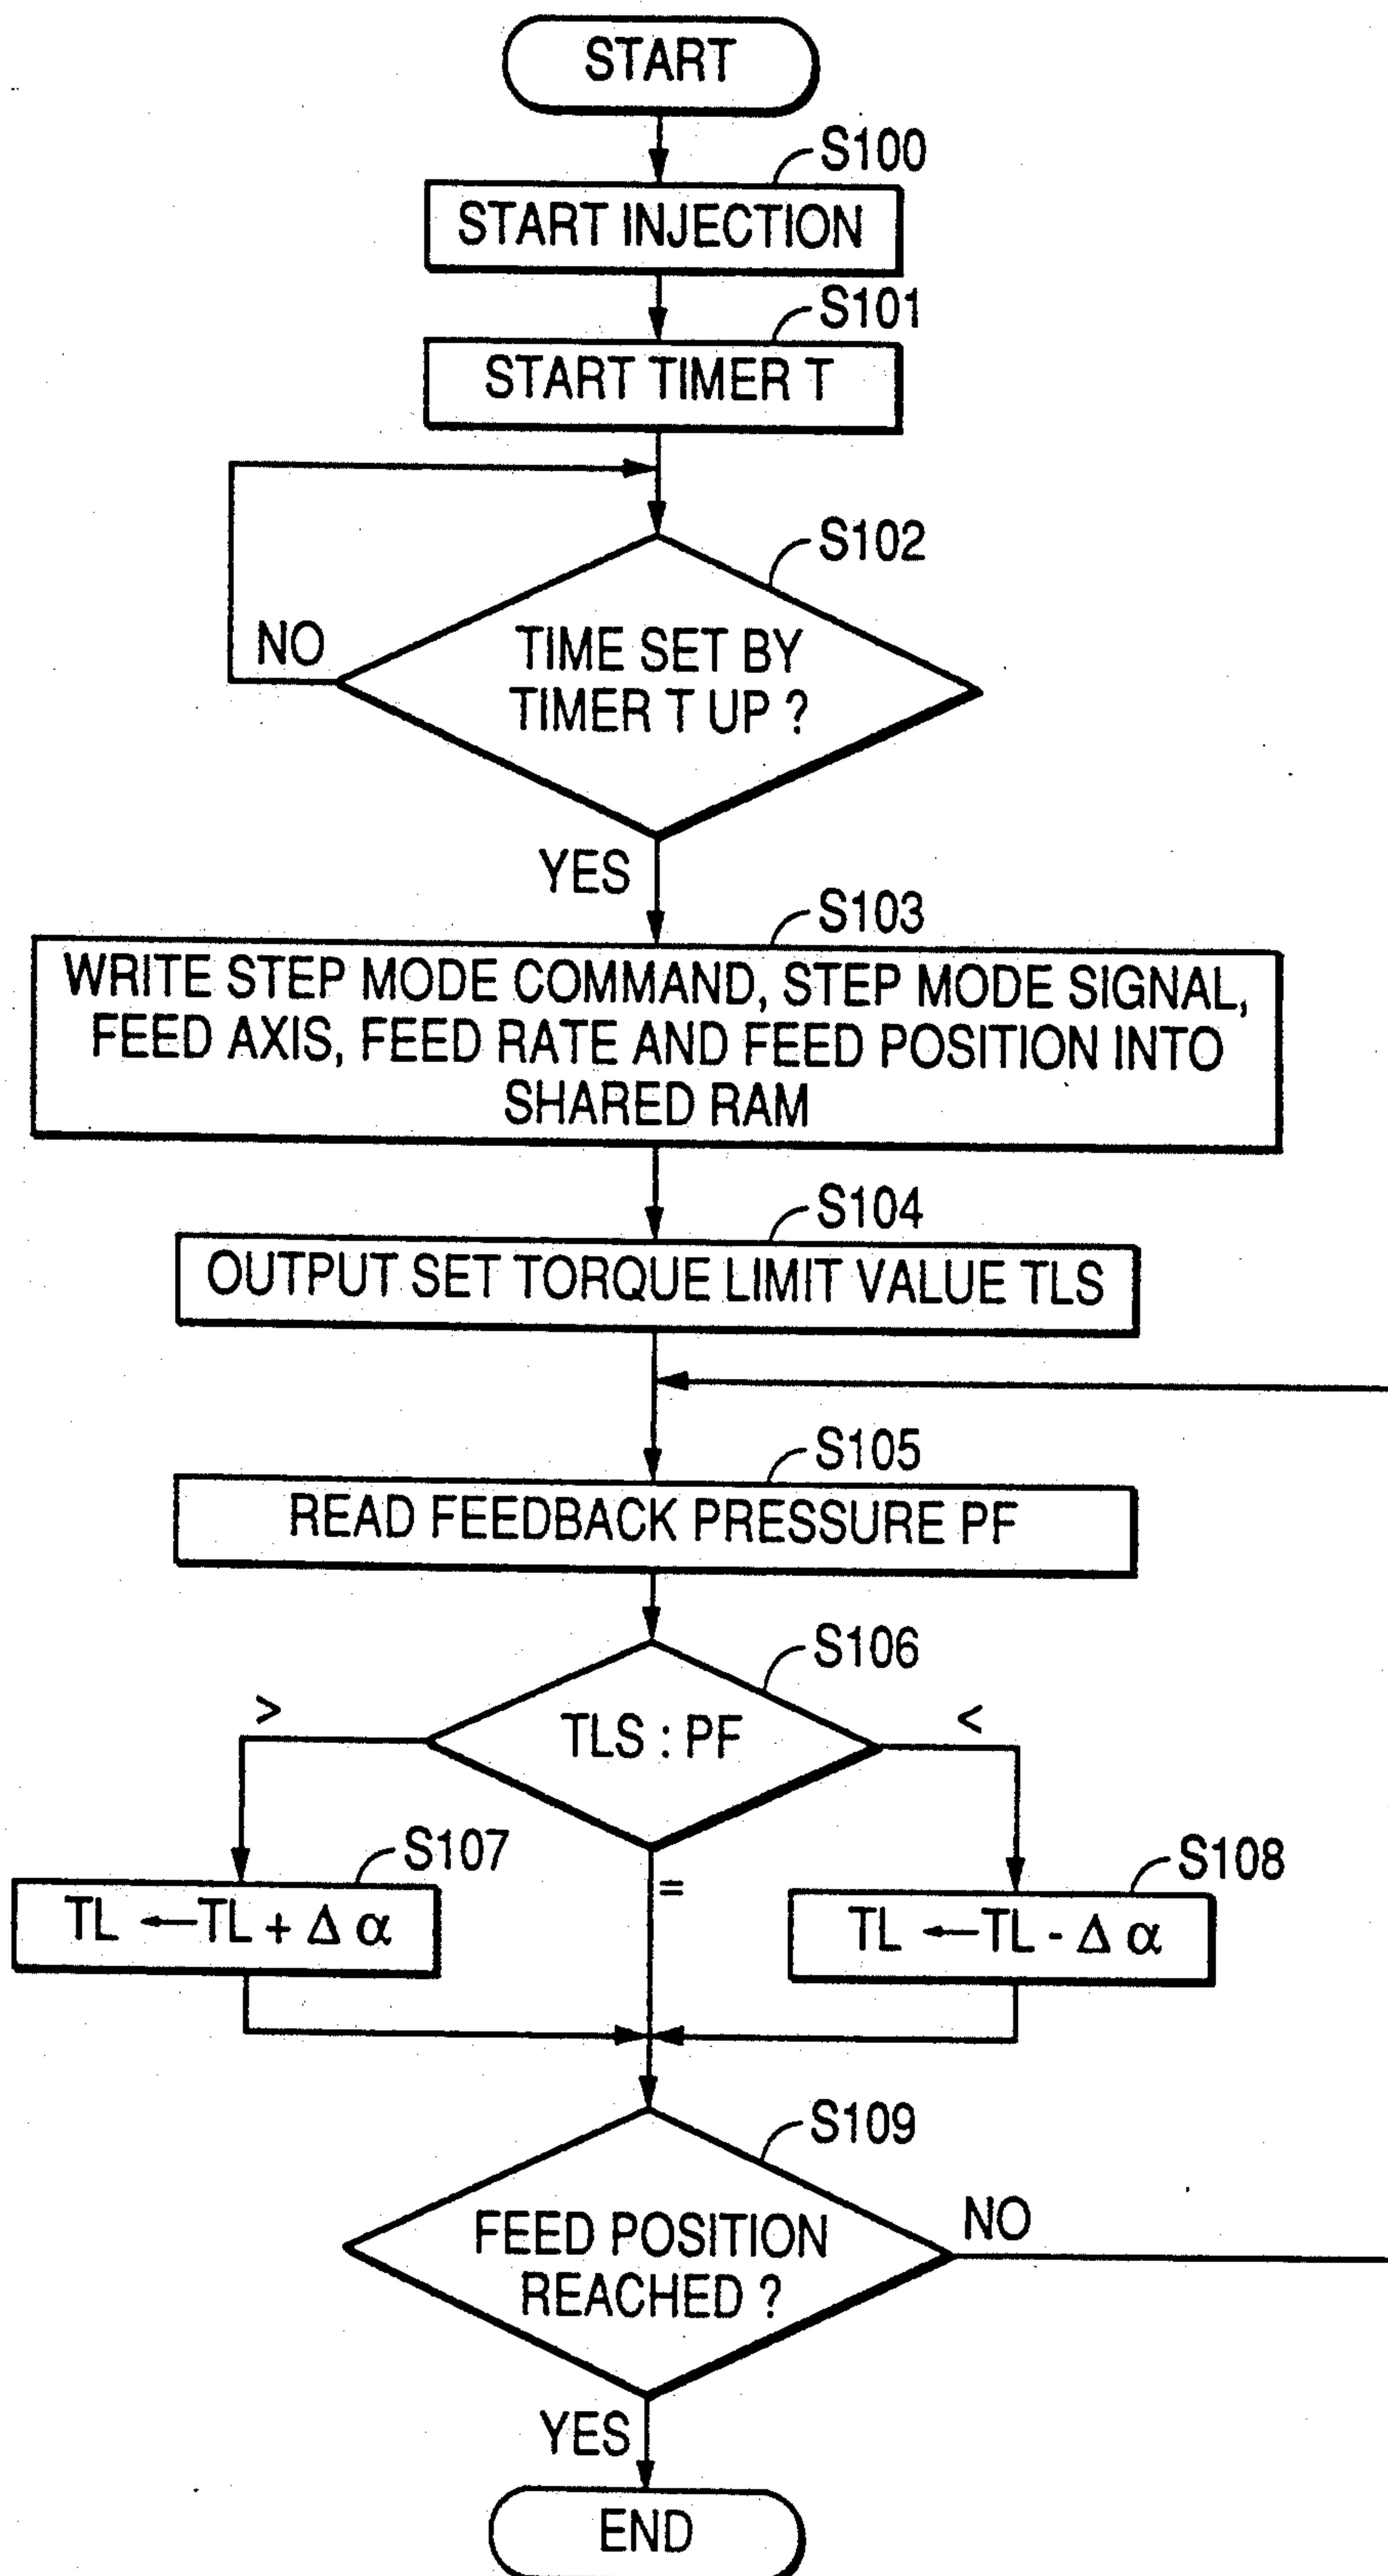 START
S100
START INJECTION
S101
START TIMER T
S102
NO
TIME SET BY
TIMER T UP ?
YES
S103
WRITE STEP MODE COMMAND, STEP MODE SIGNAL,
FEED AXIS, FEED RATE AND FEED POSITION INTO
SHARED RAM
S104
OUTPUT SET TORQUE LIMIT VALUE TLS
S105
READ FEEDBACK PRESSURE PF
S106
>
TLS : PF
<
S107
=
S108
TL ←TL + Δ α
TL ←TL - Δ α
S109
FEED POSITION
REACHED ?
NO
YES
END